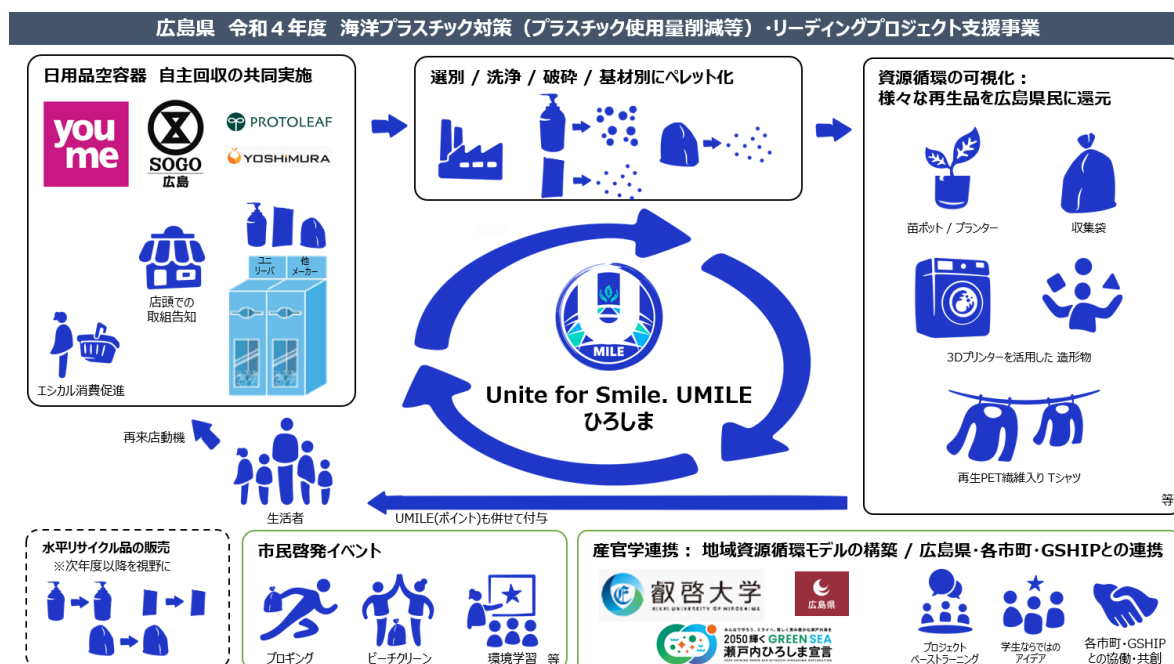 広島県 令和４年度 海洋プラスチック対策（プラスチック使用量削減等）・リーディングプロジェクト支援事業
日用品空容器 自主回収の共同実施
you
me
SOGO
広島
PROTOLEAF
YOSHiMURA
ユニ
リーバ
他
メーカー
店頭での
取組告知
エシカル消費促進
選別 / 洗浄 / 破砕 / 基材別にペレット化
資源循環の可視化：
様々な再生品を広島県民に還元
苗ポット / プランター
収集袋
3Dプリンターを活用した 造形物
再生PET繊維入り Tシャツ
等
U
MILE
Unite for Smile. UMILE
ひろしま
再来店動機
生活者
UMILE(ポイント)も併せて付与
水平リサイクル品の販売
※次年度以降を視野に
市民啓発イベント
プロギング
ビーチクリーン
環境学習 等
産官学連携： 地域資源循環モデルの構築 / 広島県・各市町・GSHIPとの連携
叡啓大学
EIKEI UNIVERSITY OF HIROSHIMA
広島県
2050輝く GREEN SEA
瀬戸内ひろしま宣言
プロジェクト
ベーストラーニング
学生ならではの
アイデア
各市町・GSHIP
との協働・共創